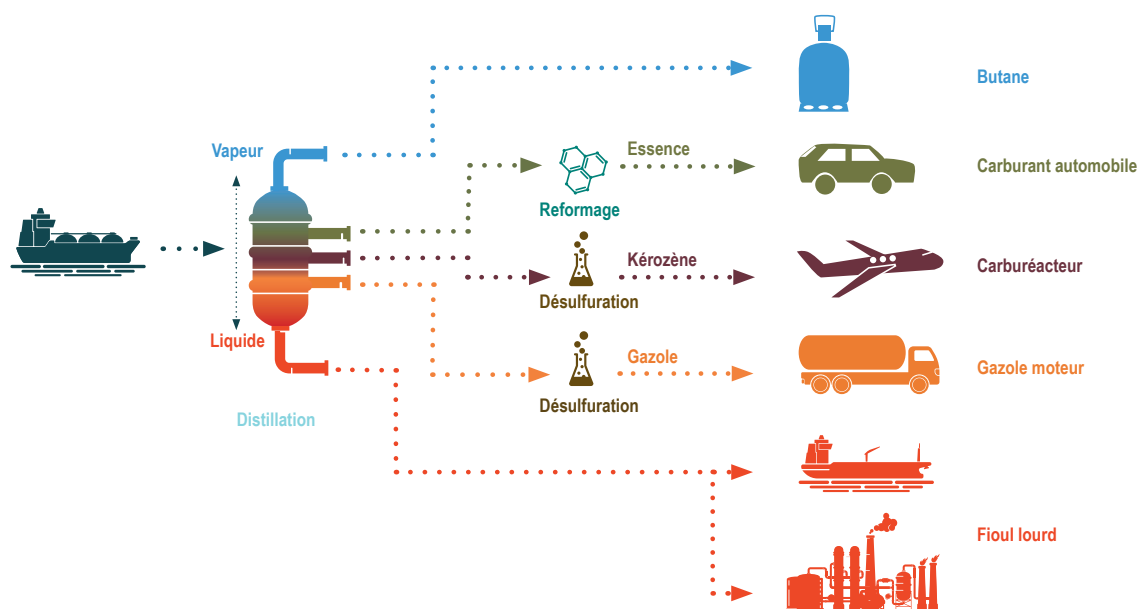 Butane
Vapeur
Essence
Carburant automobile
Reformage
Kérozène
Carburéacteur
Désulfuration
Liquide
Gazole
Gazole moteur
Désulfuration
Distillation
Fioul lourd